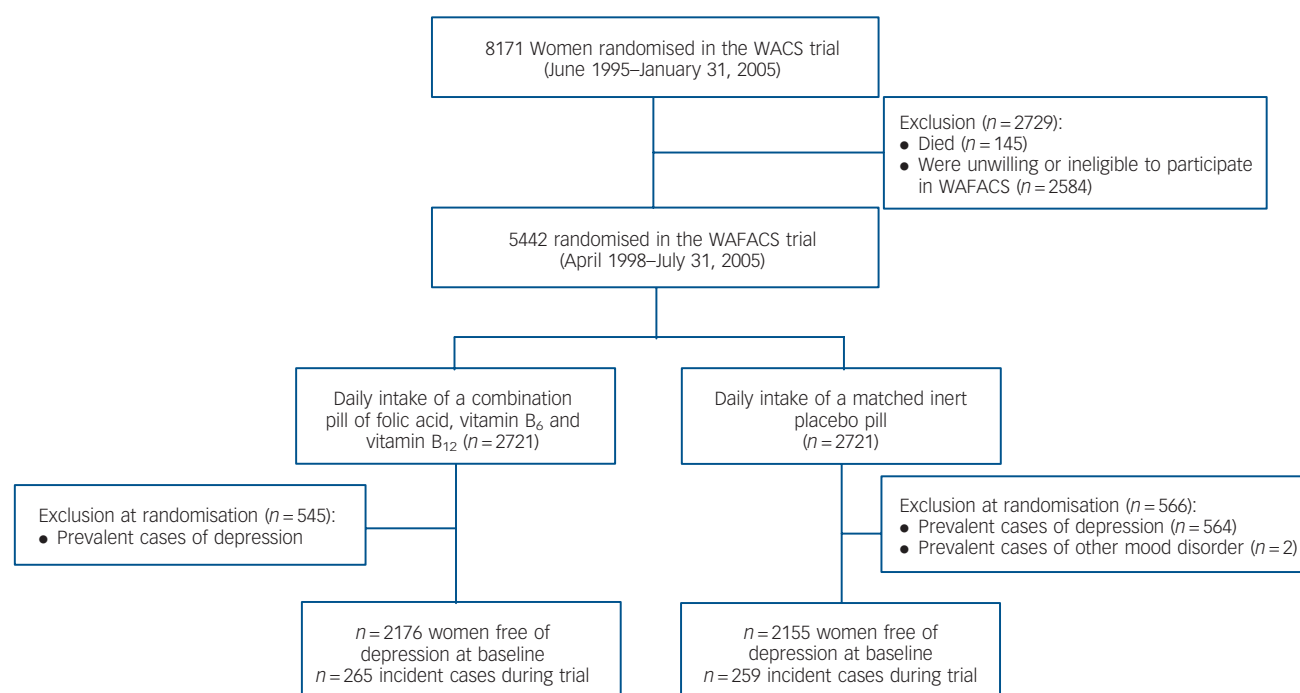 8171 Women randomised in the WACS trial
(June 1995–January 31, 2005)
Exclusion (n = 2729):
● Died (n = 145)
● Were unwilling or ineligible to participate
in WAFACS (n = 2584)
5442 randomised in the WAFACS trial
(April 1998–July 31, 2005)
Daily intake of a combination
pill of folic acid, vitamin B6 and
vitamin B12 (n = 2721)
Daily intake of a matched inert
placebo pill
(n = 2721)
Exclusion at randomisation (n = 545):
● Prevalent cases of depression
Exclusion at randomisation (n = 566):
● Prevalent cases of depression (n = 564)
● Prevalent cases of other mood disorder (n = 2)
n = 2176 women free of
depression at baseline
n = 265 incident cases during trial
n = 2155 women free of
depression at baseline
n = 259 incident cases during trial